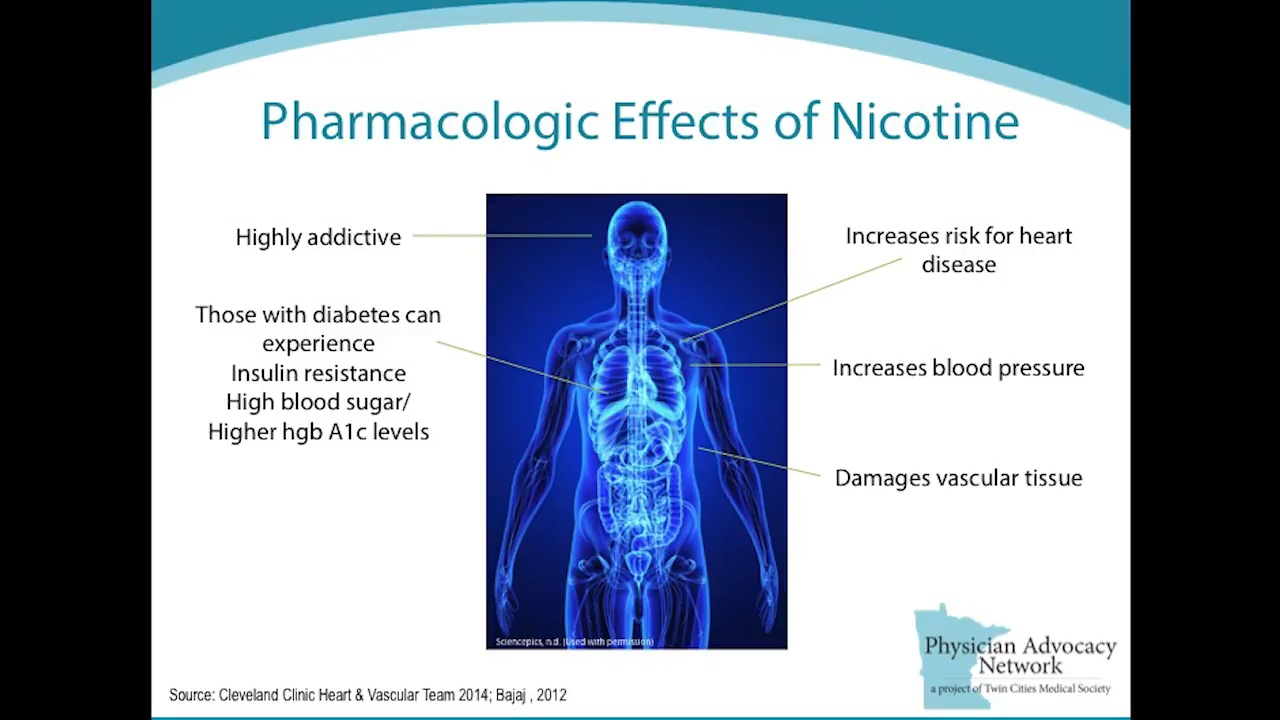 Pharmacologic Effects of Nicotine
Highly addictive
Those with diabetes can
experience
Insulin resistance
High blood sugar/
Higher hgb A1c levels
Increases risk for heart
disease
Increases blood pressure
Damages vascular tissue
Sciencepics, n.d. (Used with permission)
Physician Advocacy
Network
a project of Twin Cities Medical Society
Source: Cleveland Clinic Heart & Vascular Team 2014; Bajaj , 2012